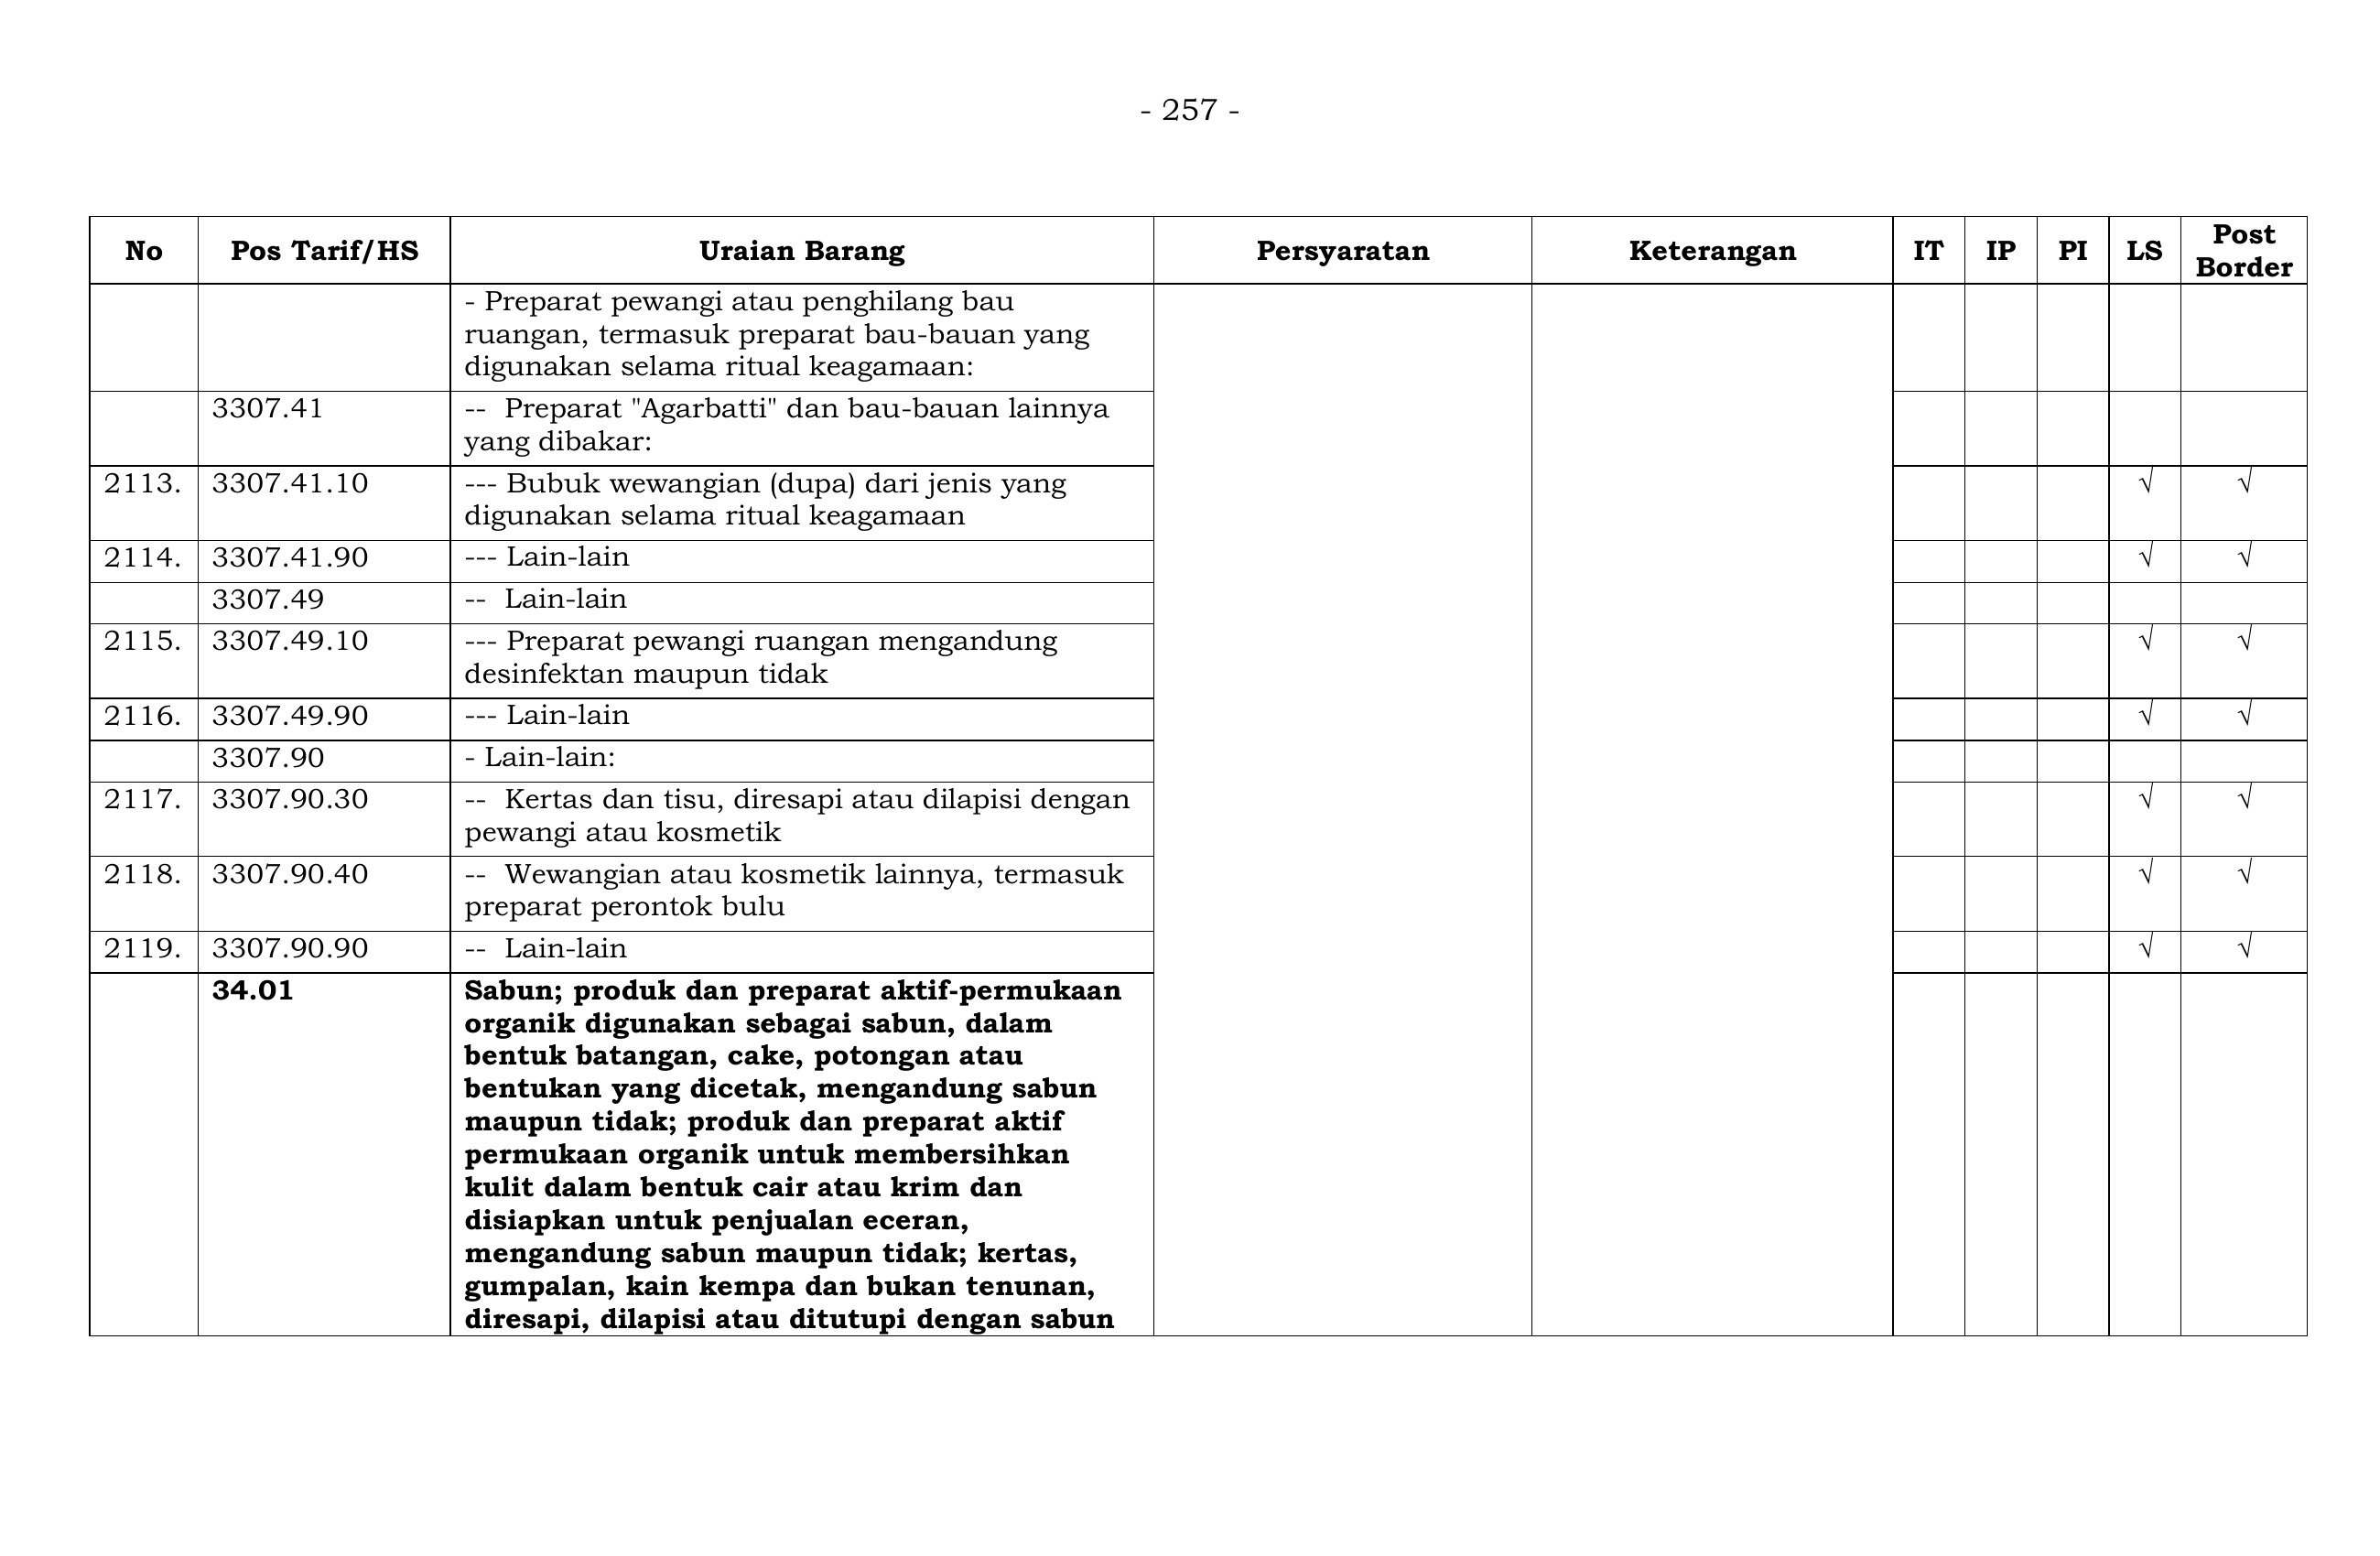 - 257 -
No Pos Tarif/HS Uraian Barang Persyaratan Keterangan IT IP PI LS Post Border
- Preparat pewangi atau penghilang bau
ruangan, termasuk preparat bau-bauan yang
digunakan selama ritual keagamaan:
3307.41 -- Preparat "Agarbatti" dan bau-bauan lainnya
yang dibakar:
2113. 3307.41.10 --- Bubuk wewangian (dupa) dari jenis yang √ √
digunakan selama ritual keagamaan
2114. 3307.41.90 --- Lain-lain √ √
3307.49 -- Lain-lain
2115. 3307.49.10 --- Preparat pewangi ruangan mengandung √ √
desinfektan maupun tidak
2116. 3307.49.90 --- Lain-lain √ √
3307.90 - Lain-lain:
2117. 3307.90.30 -- Kertas dan tisu, diresapi atau dilapisi dengan √ √
pewangi atau kosmetik
2118. 3307.90.40 -- Wewangian atau kosmetik lainnya, termasuk √ √
preparat perontok bulu
2119. 3307.90.90 -- Lain-lain √ √
34.01 Sabun; produk dan preparat aktif-permukaan
organik digunakan sebagai sabun, dalam
bentuk batangan, cake, potongan atau
bentukan yang dicetak, mengandung sabun
maupun tidak; produk dan preparat aktif
permukaan organik untuk membersihkan
kulit dalam bentuk cair atau krim dan
disiapkan untuk penjualan eceran,
mengandung sabun maupun tidak; kertas,
gumpalan, kain kempa dan bukan tenunan,
diresapi, dilapisi atau ditutupi dengan sabun